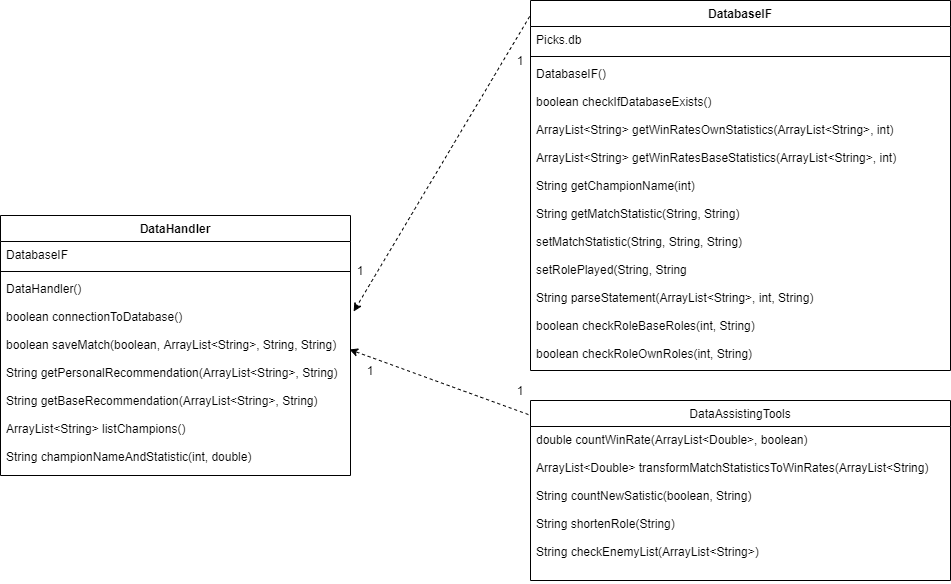 DatabaseIF
Picks.db
1
DatabaseIF()
boolean checkIfDatabaseExists()
ArrayList<String> getWinRatesOwnStatistics(ArrayList<String>, int)
ArrayList<String> getWinRatesBaseStatistics(ArrayList<String>, int)
String getChampionName(int)
String getMatchStatistic(String, String)
setMatchStatistic(String, String, String)
setRolePlayed(String, String
String parseStatement(ArrayList<String>, int, String)
boolean checkRoleBaseRoles(int, String)
boolean checkRoleOwnRoles(int, String)
DataHandler
DatabaseIF
1
DataHandler()
boolean connectionToDatabase()
boolean saveMatch(boolean, ArrayList<String>, String, String)
String getPersonalRecommendation(ArrayList<String>, String)
String getBaseRecommendation(ArrayList<String>, String)
ArrayList<String> listChampions()
String championNameAndStatistic(int, double)
1
1
DataAssistingTools
double countWinRate(ArrayList<Double>, boolean)
ArrayList<Double> transformMatchStatisticsToWinRates(ArrayList<String)
String countNewSatistic(boolean, String)
String shortenRole(String)
String checkEnemyList(ArrayList<String>)